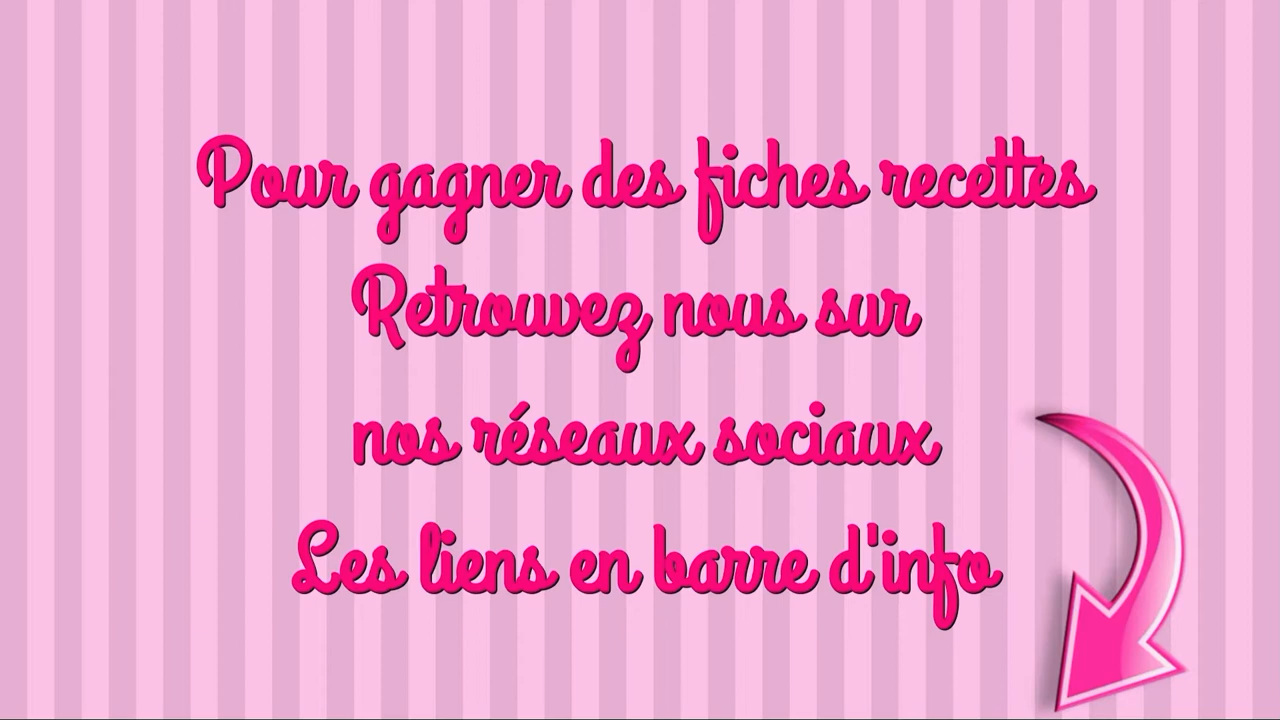 Pour gagner des fiches recettes
Retrouvez nous sur
nos réseaux sociaux
Les liens en barre d'info